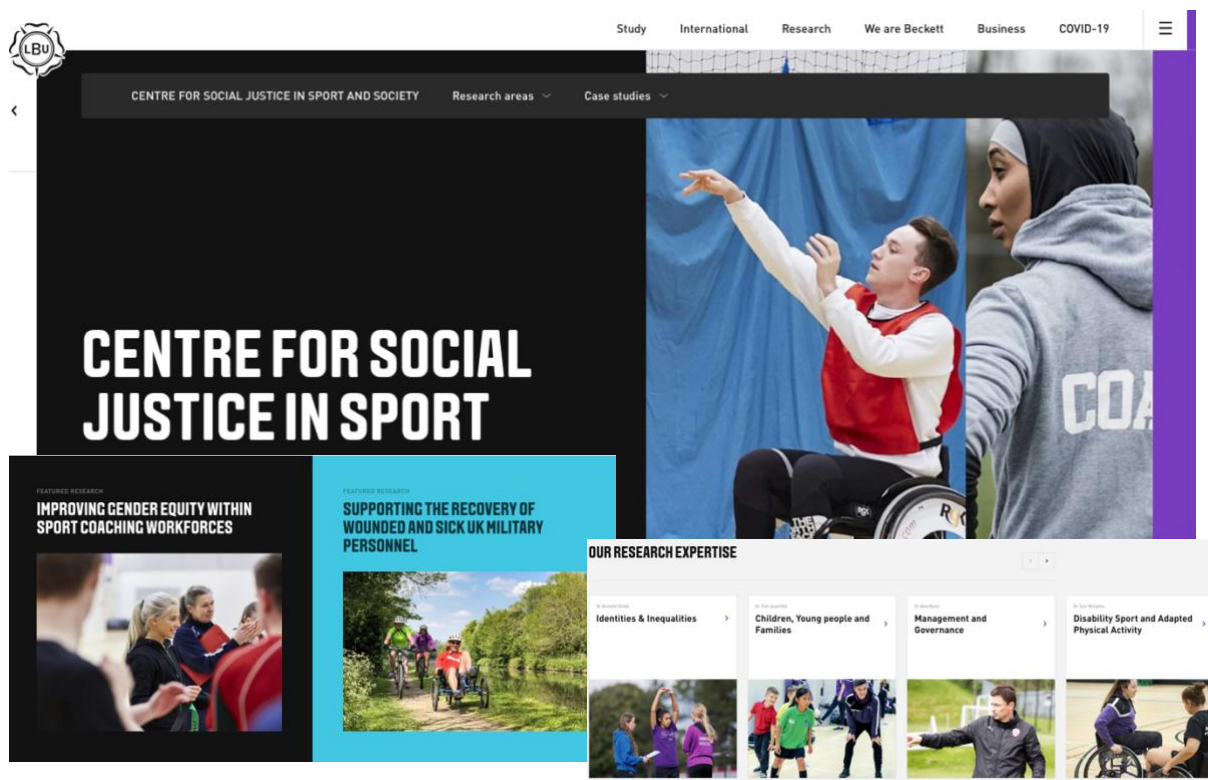 LBU
Study
International
Research
We are Beckett
Business
COVID-19
CENTRE FOR SOCIAL JUSTICE IN SPORT AND SOCIETY
Research areas
Case studies
CENTRE FOR SOCIAL
JUSTICE IN SPORT
COA
RGK
FEATURED RESEARCH
IMPROVING GENDER EQUITY WITHIN
SPORT COACHING WORKFORCES
FEATURED RESEARCH
SUPPORTING THE RECOVERY OF
WOUNDED AND SICK UK MILITARY
PERSONNEL
OUR RESEARCH EXPERTISE
Identities & Inequalities
Children, Young people and
Families
Management and
Governance
Disability Sport and Adapted
Physical Activity